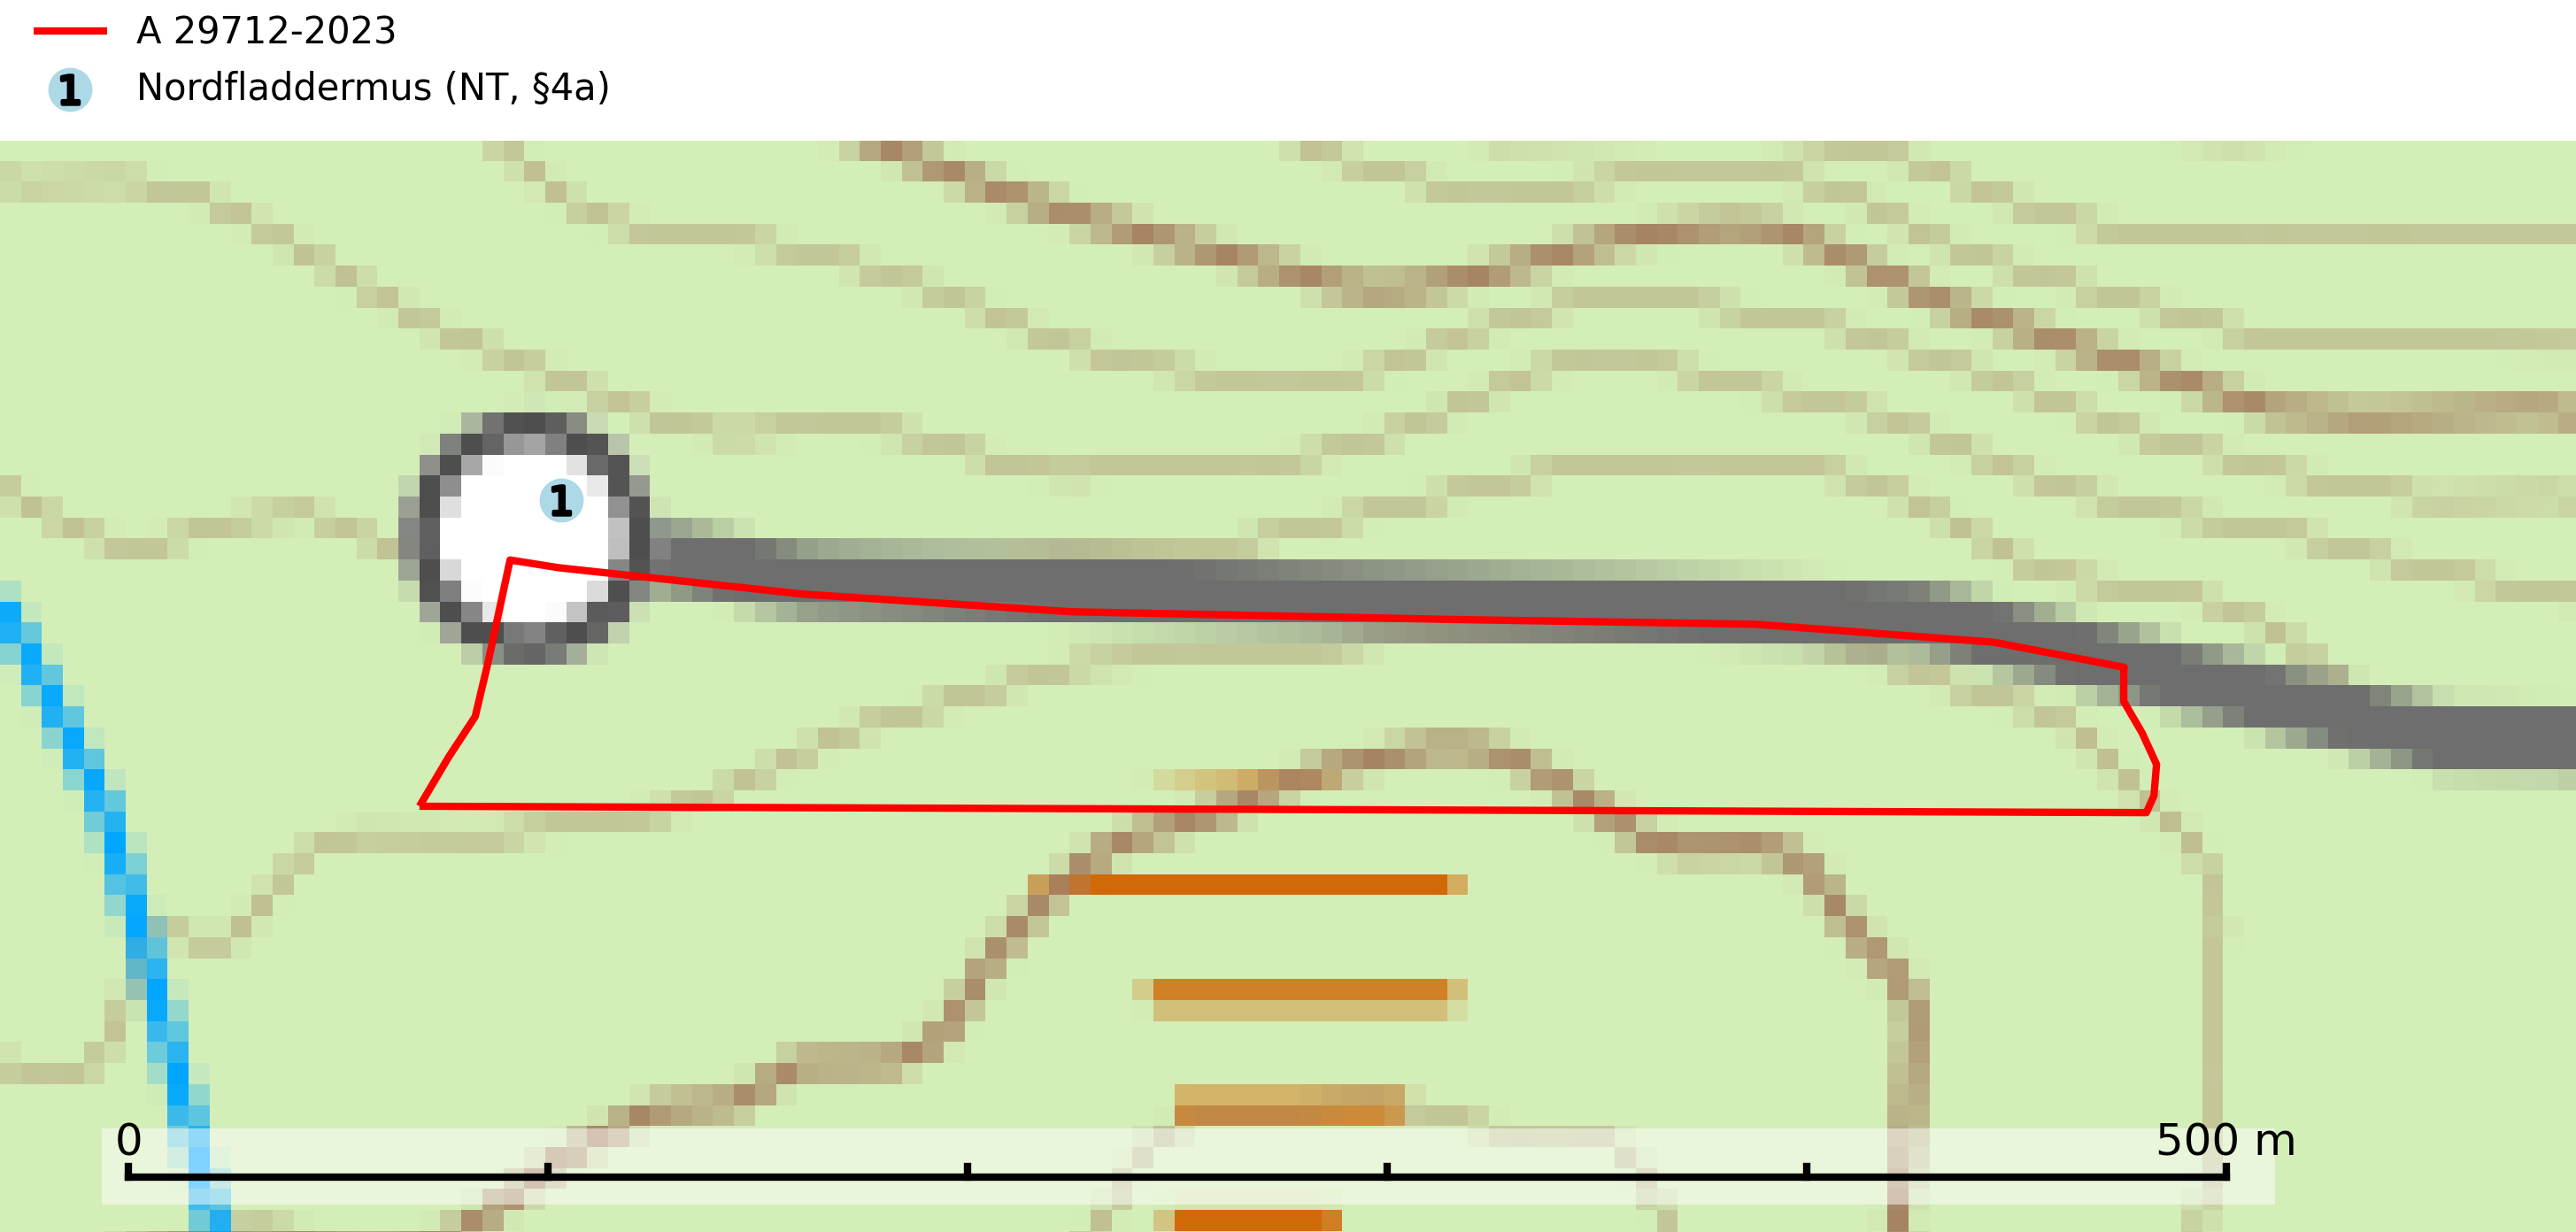 A 29712-2023
1 Nordfladdermus (NT, §4a)
1
0 500 m